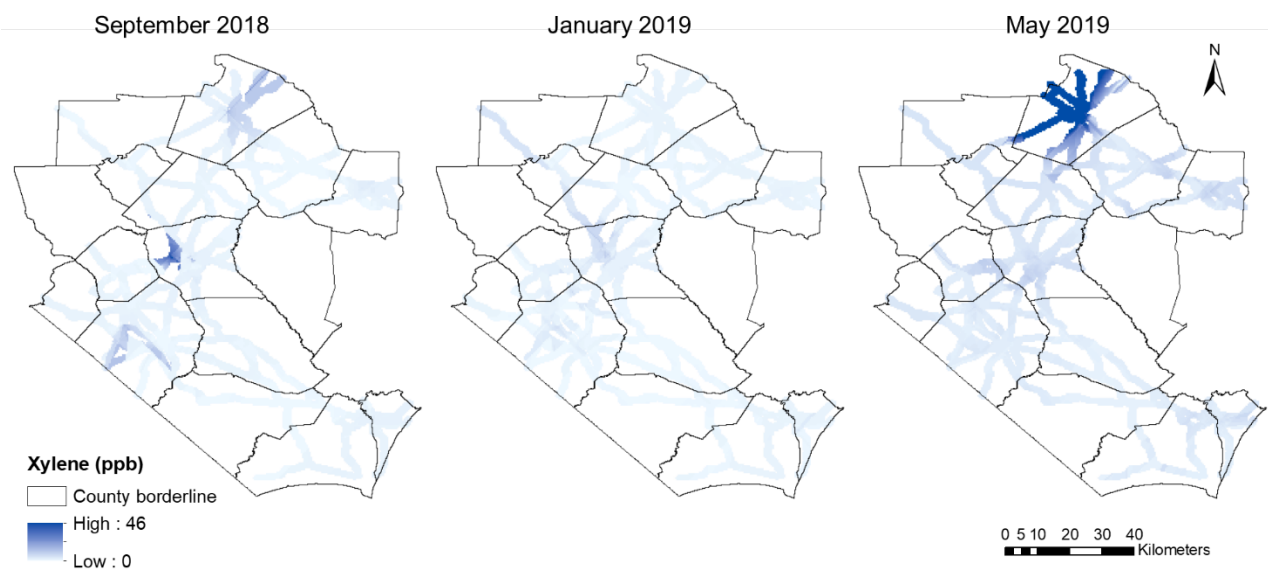 September 2018
January 2019
May 2019
N
Xylene (ppb)
County borderline
High : 46
Low : 0
0 5 10 20 30 40
Kilometers